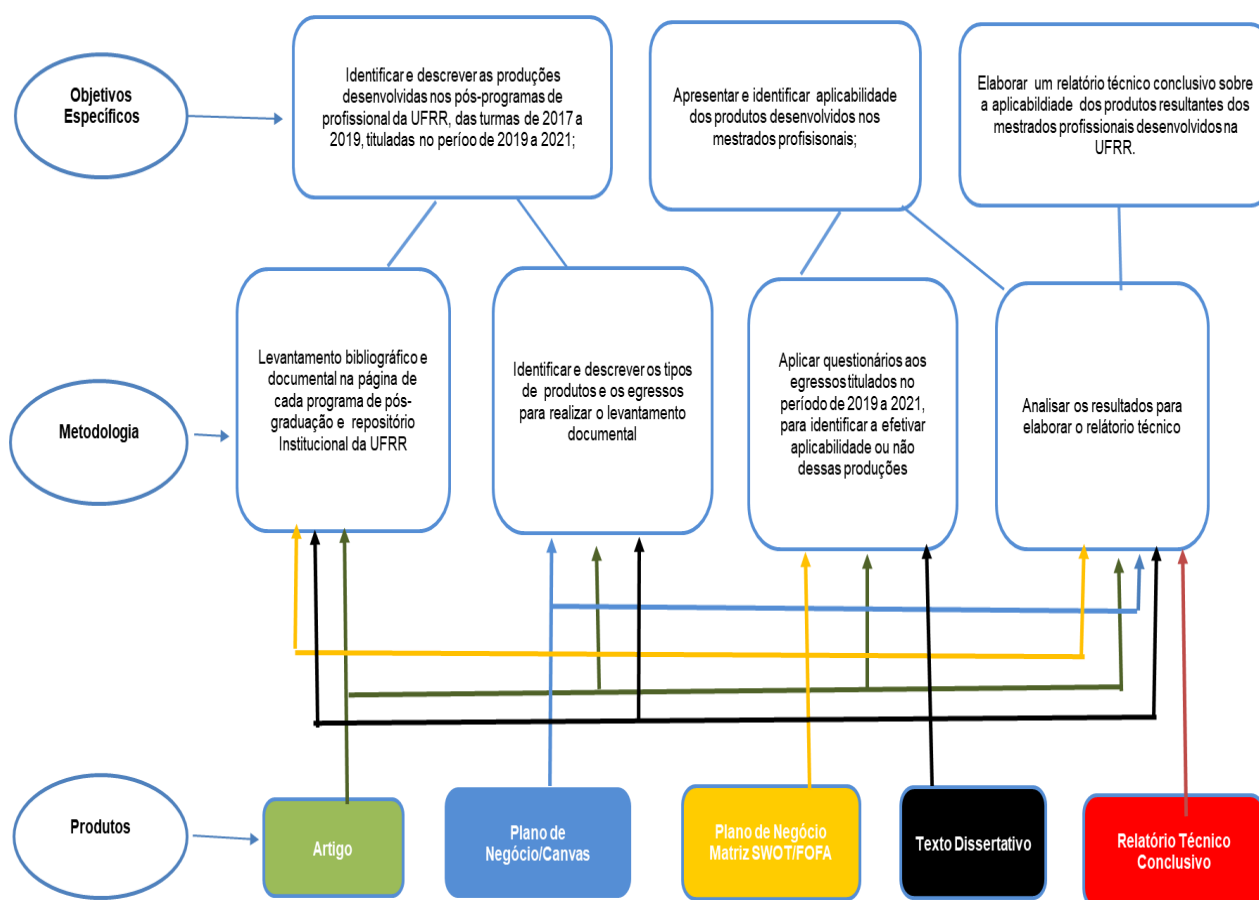 Objetivos
Específicos
Identificar e descrever as produções
desenvolvidas nos pós-programas de
profissional da UFRR, das turmas de 2017 a
2019, tituladas no períoo de 2019 a 2021;
Apresentar e identificar aplicabilidade
dos produtos desenvolvidos nos
mestrados profisisonais;
Elaborar um relatório técnico conclusivo sobre
a aplicabildiade dos produtos resultantes dos
mestrados profissionais desenvolvidos na
UFRR.
Metodologia
Levantamento bibliográfico e
documental na página de
cada programa de pós-
graduação e repositório
Institucional da UFRR
Identificar e descrever os tipos
de produtos e os egressos
para realizar o levantamento
documental
Aplicar questionários aos
egressos titulados no
período de 2019 a 2021,
para identificar a efetivar
aplicabilidade ou não
dessas produções
Analisar os resultados para
elaborar o relátorio técnico
Produtos
Artigo
Plano de
Negócio/Canvas
Plano de Negócio
Matriz SWOT/FOFA
Texto Dissertativo
Relatório Técnico
Conclusivo